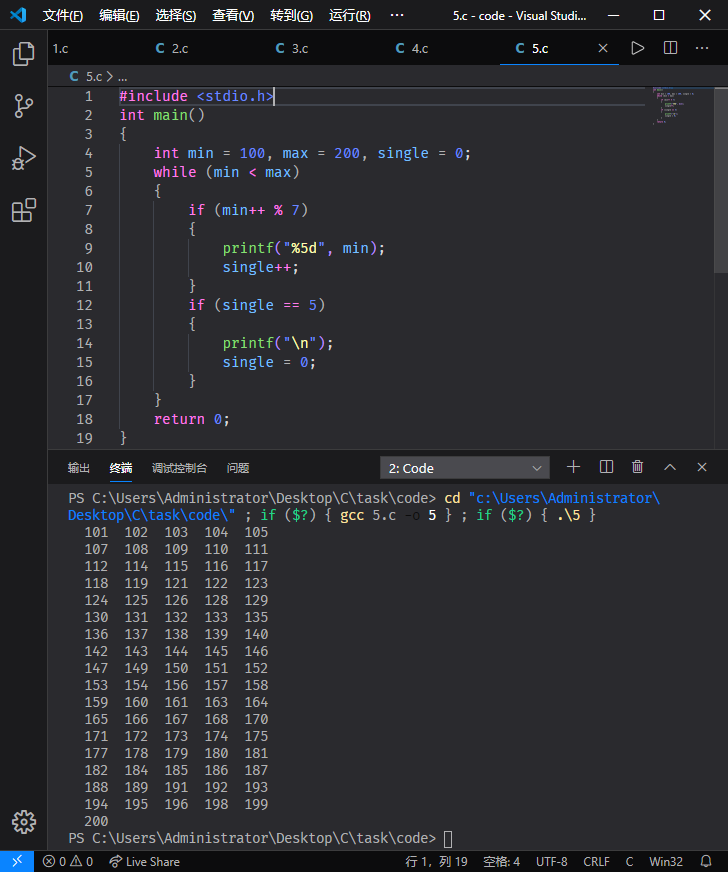 文件(F) 编辑(E) 选择(S) 查看(V) 转到(G) 运行(R) ··· 5.c - code - Visual Studi...
1.c C 2.c C 3.c C 4.c C 5.c
C 5.c > ...
1 #include <stdio.h>
2 int main()
3 {
4 int min = 100, max = 200, single = 0;
5 while (min < max)
6 {
7 if (min++ % 7)
8 {
9 printf("%5d", min);
10 single++;
11 }
12 if (single == 5)
13 {
14 printf("\n");
15 single = 0;
16 }
17 }
18 return 0;
19 }
输出 终端 调试控制台 问题 2: Code
PS C:\Users\Administrator\Desktop\C\task\code> cd "c:\Users\Administrator\
Desktop\C\task\code\" ; if ($?) { gcc 5.c -o 5 } ; if ($?) { .\5 }
101 102 103 104 105
107 108 109 110 111
112 114 115 116 117
118 119 121 122 123
124 125 126 128 129
130 131 132 133 135
136 137 138 139 140
142 143 144 145 146
147 149 150 151 152
153 154 156 157 158
159 160 161 163 164
165 166 167 168 170
171 172 173 174 175
177 178 179 180 181
182 184 185 186 187
188 189 191 192 193
194 195 196 198 199
200
PS C:\Users\Administrator\Desktop\C\task\code>
0 0 Live Share 行 1，列 19 空格: 4 UTF-8 CRLF C Win32